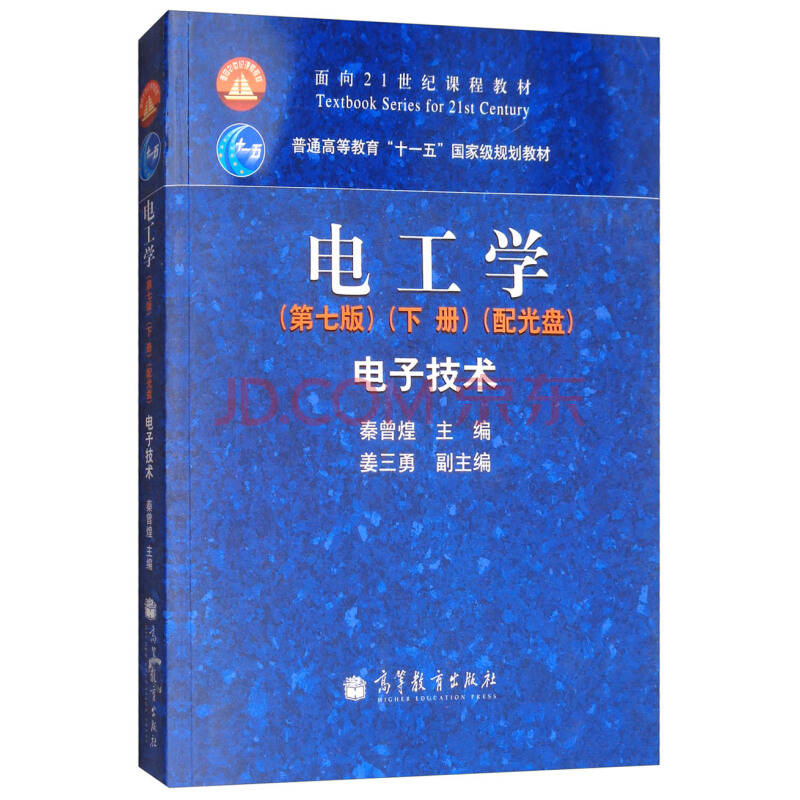 面向21世纪课程教材
Textbook Series for 21st Century
十一五
普通高等教育“十一五”国家级规划教材
电工学
(第七版)(下 册)(配光盘)
电子技术
JD.COM 京东
秦曾煌 主 编
姜三勇 副主编
高等教育出版社
HIGHER EDUCATION PRESS
电工学
(第七版)(下 册)(配光盘)
电子技术
秦曾煌 主编
高等教育出版社